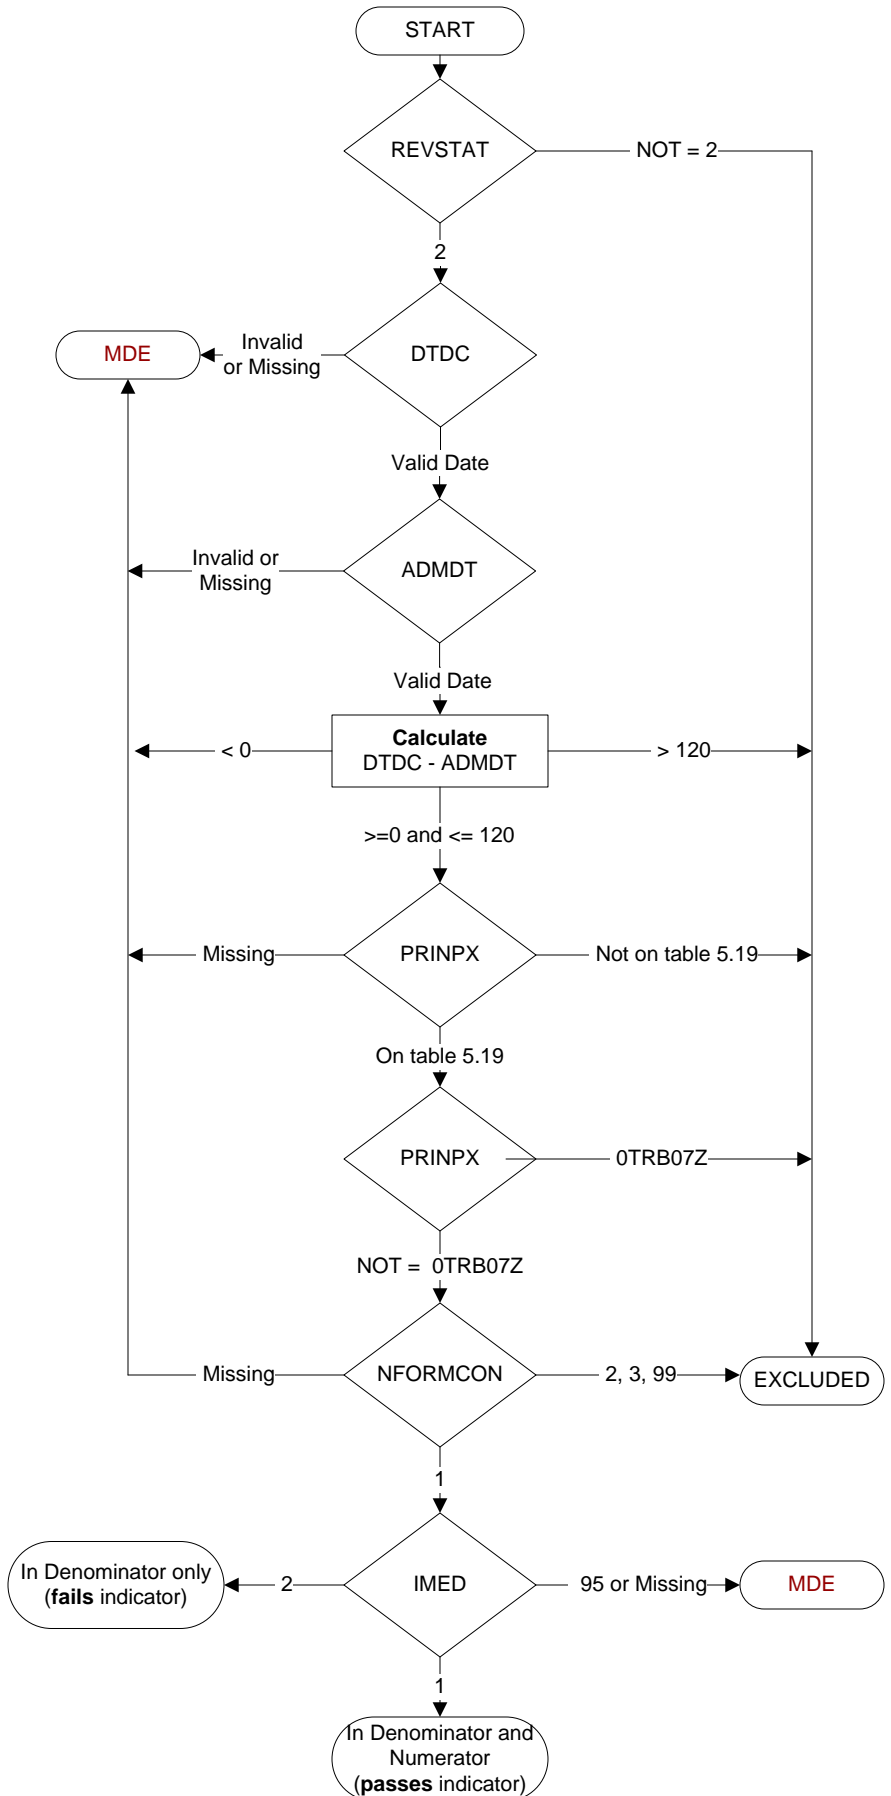 START
REVSTAT
NOT = 2
2
DTDC
Invalid
or Missing
MDE
Valid Date
ADMDT
Invalid or
Missing
Valid Date
Calculate
DTDC - ADMDT
< 0
> 120
>=0 and <= 120
PRINPX
Missing
Not on table 5.19
On table 5.19
PRINPX
0TRB07Z
NOT = 0TRB07Z
NFORMCON
Missing
2, 3, 99
EXCLUDED
1
IMED
2
In Denominator only
(fails indicator)
95 or Missing
MDE
1
In Denominator and
Numerator
(passes indicator)